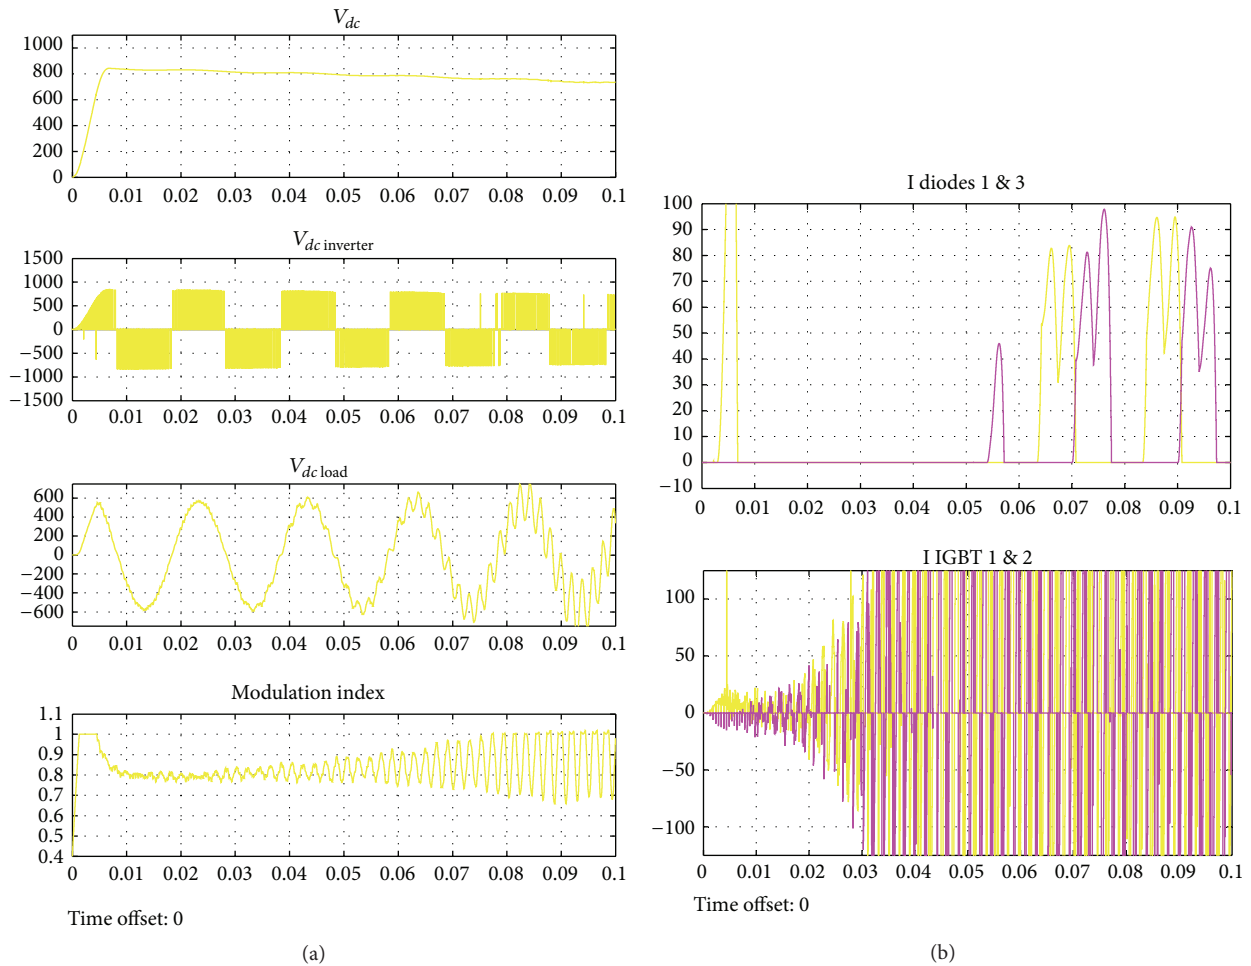 V_dc
1000
800
600
400
200
0
0 0.01 0.02 0.03 0.04 0.05 0.06 0.07 0.08 0.09 0.1
V_dc inverter
1500
1000
500
0
−500
−1000
−1500
0 0.01 0.02 0.03 0.04 0.05 0.06 0.07 0.08 0.09 0.1
V_dc load
600
400
200
0
−200
−400
−600
0 0.01 0.02 0.03 0.04 0.05 0.06 0.07 0.08 0.09 0.1
Modulation index
1.1
1
0.9
0.8
0.7
0.6
0.5
0.4
0 0.01 0.02 0.03 0.04 0.05 0.06 0.07 0.08 0.09 0.1
Time offset: 0
(a)
I diodes 1 & 3
100
90
80
70
60
50
40
30
20
10
0
−10
0 0.01 0.02 0.03 0.04 0.05 0.06 0.07 0.08 0.09 0.1
I IGBT 1 & 2
100
50
0
−50
−100
0 0.01 0.02 0.03 0.04 0.05 0.06 0.07 0.08 0.09 0.1
Time offset: 0
(b)